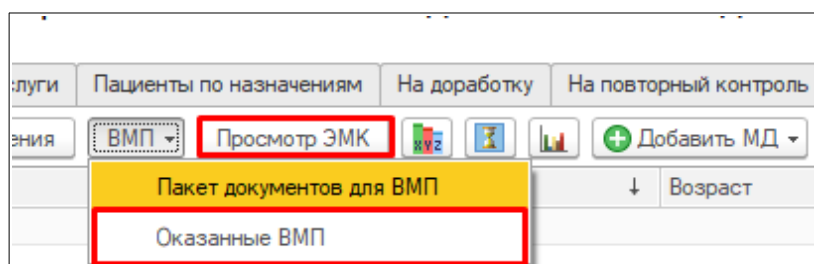 слуги Пациенты по назначениям На доработку На повторный контроль
ения ВМП Просмотр ЭМК xyz Добавить МД
Пакет документов для ВМП Возраст
Оказанные ВМП